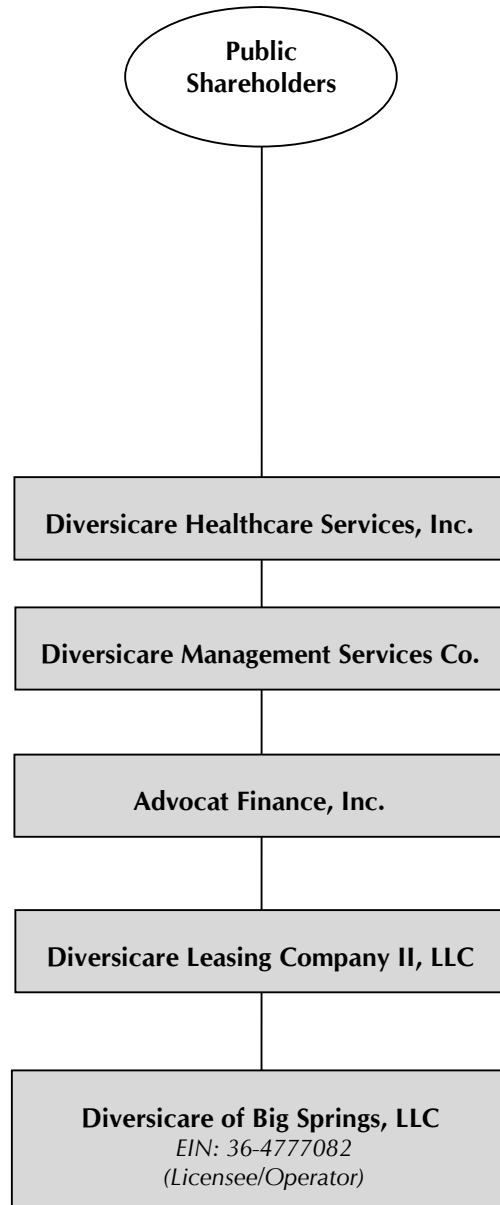 Public
Shareholders
Diversicare Healthcare Services, Inc.
Diversicare Management Services Co.
Advocat Finance, Inc.
Diversicare Leasing Company II, LLC
Diversicare of Big Springs, LLC
EIN: 36-4777082
(Licensee/Operator)